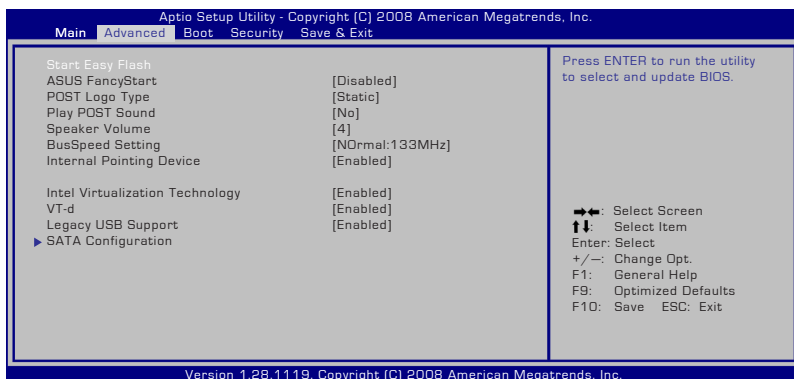 Aptio Setup Utility - Copyright (C) 2008 American Megatrends, Inc.
Main Advanced Boot Security Save & Exit
Start Easy Flash
ASUS FancyStart [Disabled]
POST Logo Type [Static]
Play POST Sound [No]
Speaker Volume [4]
BusSpeed Setting [NOrmal:133MHz]
Internal Pointing Device [Enabled]
Intel Virtualization Technology [Enabled]
VT-d [Enabled]
Legacy USB Support [Enabled]
SATA Configuration
Press ENTER to run the utility
to select and update BIOS.
→←: Select Screen
↑↓: Select Item
Enter: Select
+/—: Change Opt.
F1: General Help
F9: Optimized Defaults
F10: Save ESC: Exit
Version 1.28.1119. Copyright (C) 2008 American Megatrends, Inc.